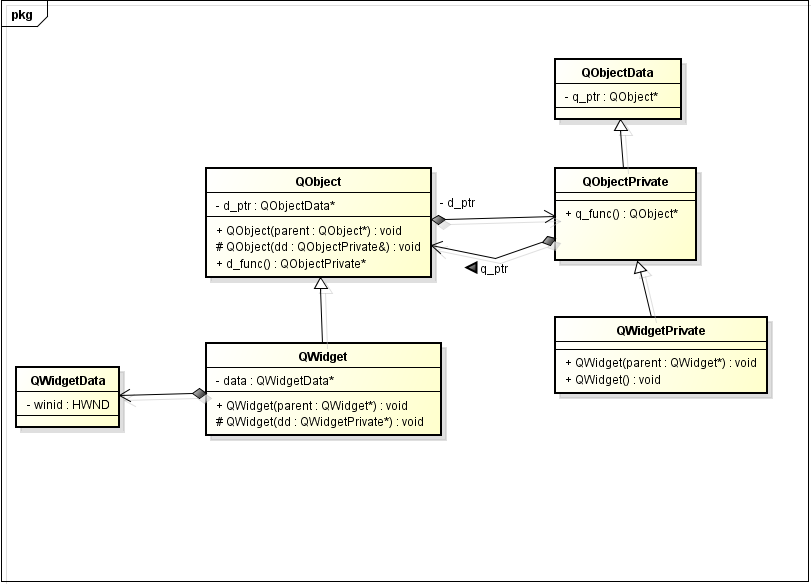 pkg
QObjectData
- q_ptr : QObject*
QObject
- d_ptr : QObjectData*
+ QObject(parent : QObject*) : void
# QObject(dd : QObjectPrivate&) : void
+ d_func() : QObjectPrivate*
- d_ptr
q_ptr
QObjectPrivate
+ q_func() : QObject*
QWidgetPrivate
+ QWidget(parent : QWidget*) : void
+ QWidget() : void
QWidget
- data : QWidgetData*
+ QWidget(parent : QWidget*) : void
# QWidget(dd : QWidgetPrivate*) : void
QWidgetData
- winid : HWND